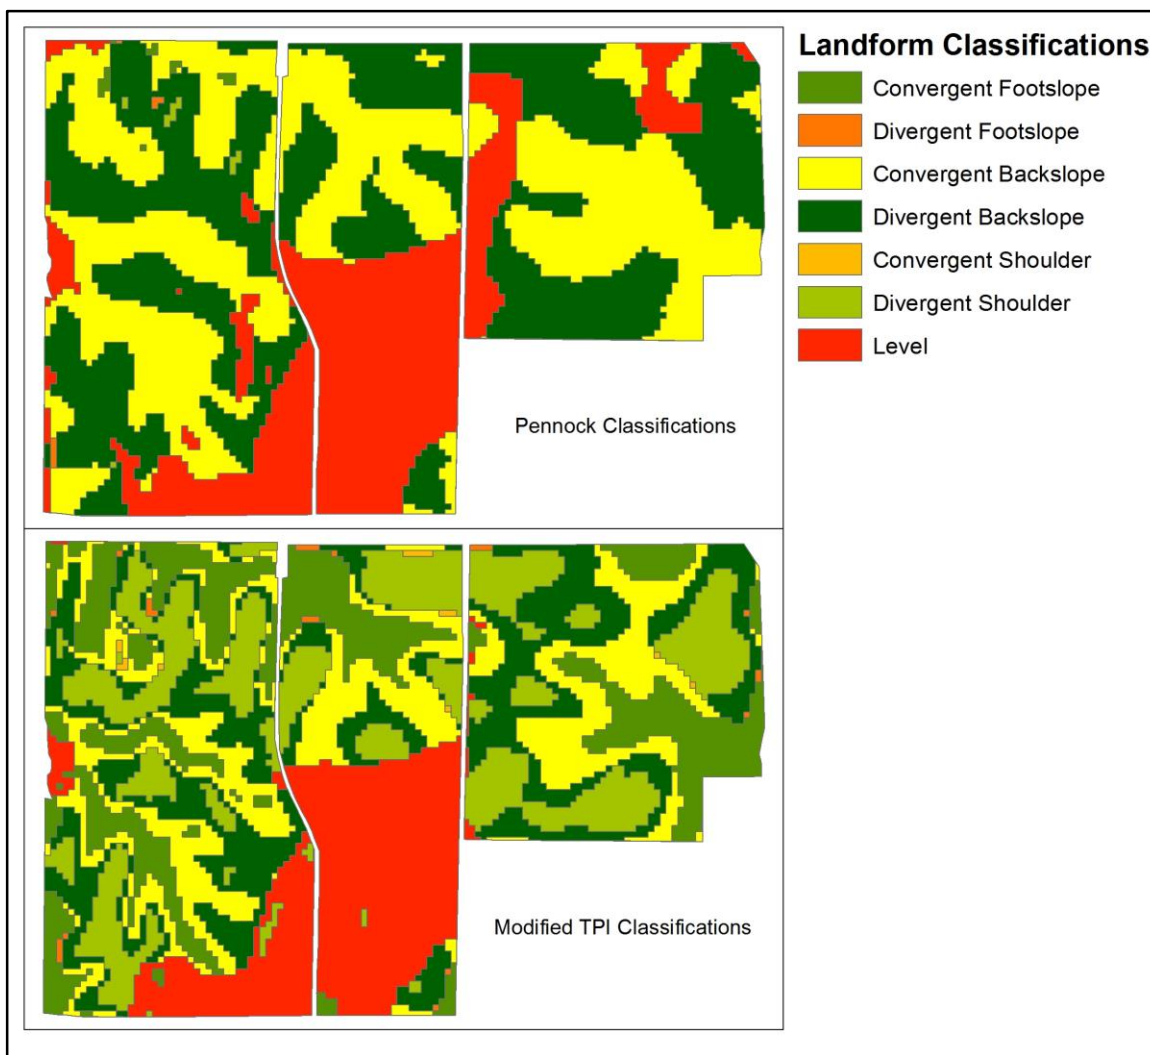 Landform Classifications
Convergent Footslope
Divergent Footslope
Convergent Backslope
Divergent Backslope
Convergent Shoulder
Divergent Shoulder
Level
Pennock Classifications
Modified TPI Classifications